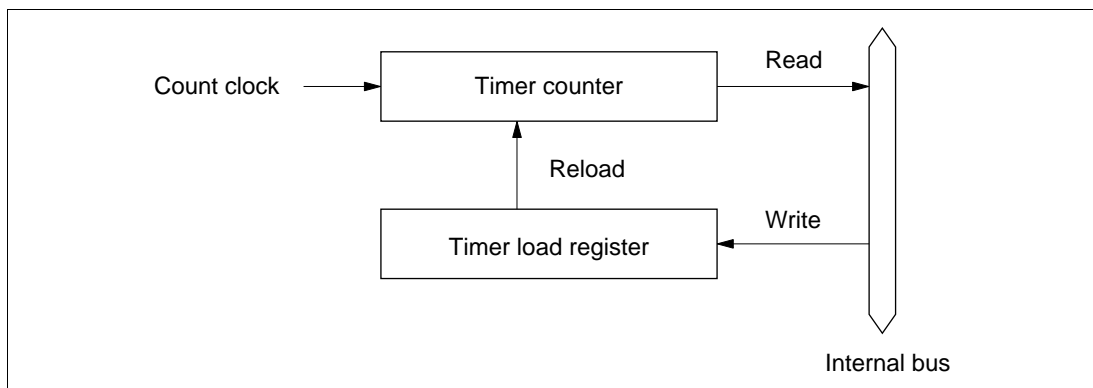 Count clock
Timer counter
Read
Reload
Timer load register
Write
Internal bus